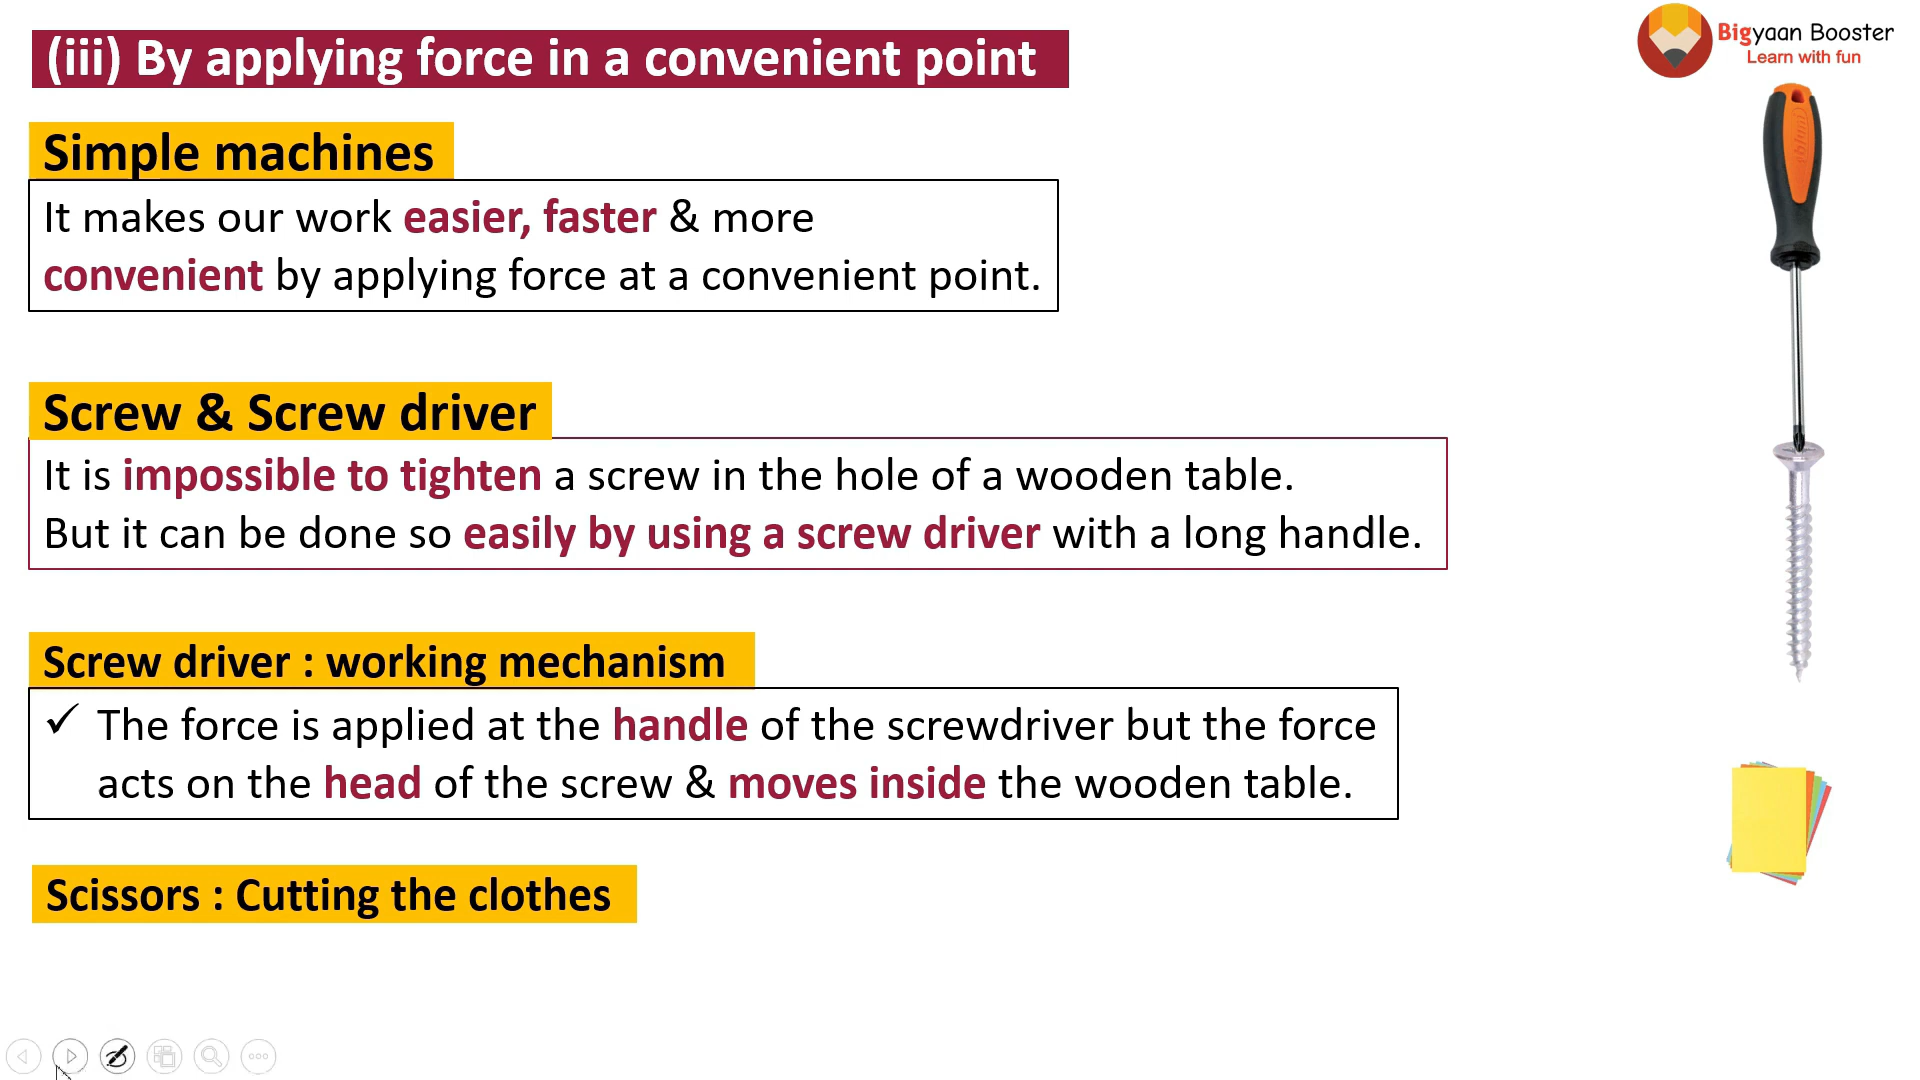 (iii) By applying force in a convenient point
Bigyaan Booster
Learn with fun
Simple machines
It makes our work easier, faster & more
convenient by applying force at a convenient point.
Screw & Screw driver
It is impossible to tighten a screw in the hole of a wooden table.
But it can be done so easily by using a screw driver with a long handle.
Screw driver : working mechanism
✓ The force is applied at the handle of the screwdriver but the force
acts on the head of the screw & moves inside the wooden table.
Scissors : Cutting the clothes